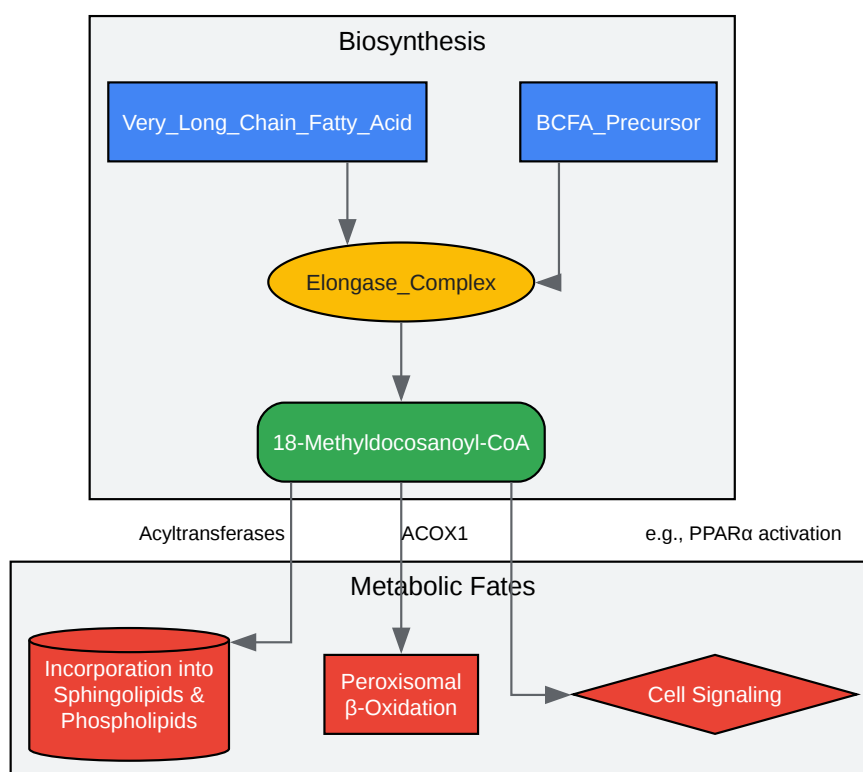 Biosynthesis
Very_Long_Chain_Fatty_Acid
BCFA_Precursor
Elongase_Complex
18-Methyldocosanoyl-CoA
Acyltransferases
ACOX1
e.g., PPARα activation
Metabolic Fates
Incorporation into
Sphingolipids &
Phospholipids
Peroxisomal
β-Oxidation
Cell Signaling